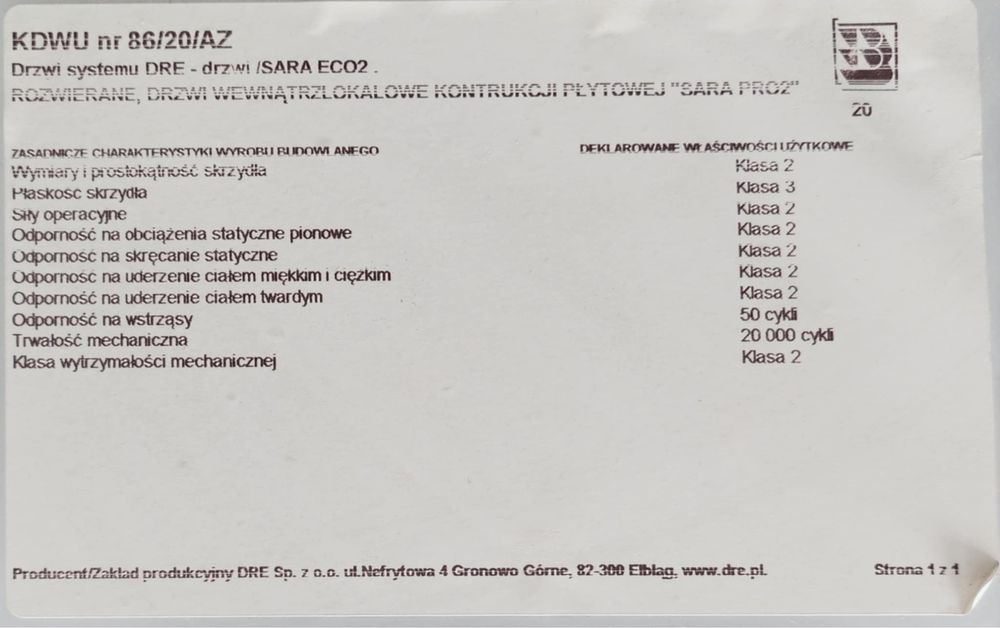 KDWU nr 86/20/AZ
Drzwi systemu DRE - drzwi /SARA ECO2 .
ROZWIERANE, DRZWI WEWNĄTRZLOKALOWE KONTRUKCJI PŁYTOWEJ "SARA PRO2"
B
20
ZASADNICZE CHARAKTERYSTYKI WYROBU BUDOWLANEGO DEKLAROWANE WŁAŚCIWOŚCI UŻYTKOWE
Wymiary i prostokątność skrzydła Klasa 2
Płaskość skrzydła Klasa 3
Siły operacyjne Klasa 2
Odporność na obciążenia statyczne pionowe Klasa 2
Odporność na skręcanie statyczne Klasa 2
Odporność na uderzenie ciałem miękkim i ciężkim Klasa 2
Odporność na uderzenie ciałem twardym Klasa 2
Odporność na wstrząsy 50 cykli
Trwałość mechaniczna 20 000 cykli
Klasa wytrzymałości mechanicznej Klasa 2
Producent/Zakład produkcyjny DRE Sp. z o.o. ul.Nefrytowa 4 Gronowo Górne, 82-300 Elbląg, www.dre.pl. Strona 1 z 1